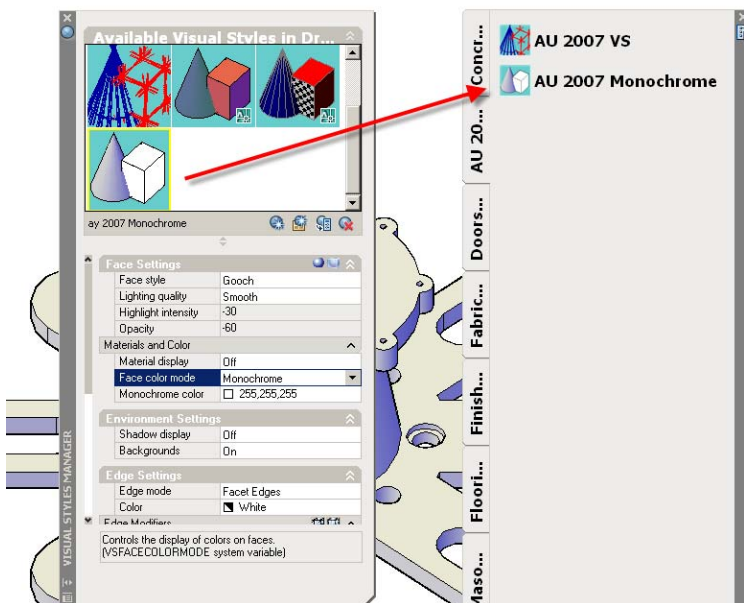 Available Visual Styles in Dr...
ay 2007 Monochrome
Face Settings
Face style Gooch
Lighting quality Smooth
Highlight intensity -30
Opacity -60
Materials and Color
Material display Off
Face color mode Monochrome
Monochrome color 255,255,255
Environment Settings
Shadow display Off
Backgrounds On
Edge Settings
Edge mode Facet Edges
Color White
Edge Modifiers
Controls the display of colors on faces.
(VSFACECOLORMODE system variable)
VISUAL STYLES MANAGER
Concr...
AU 20...
Doors...
Fabric...
Finish...
Floori...
Maso...
AU 2007 VS
AU 2007 Monochrome